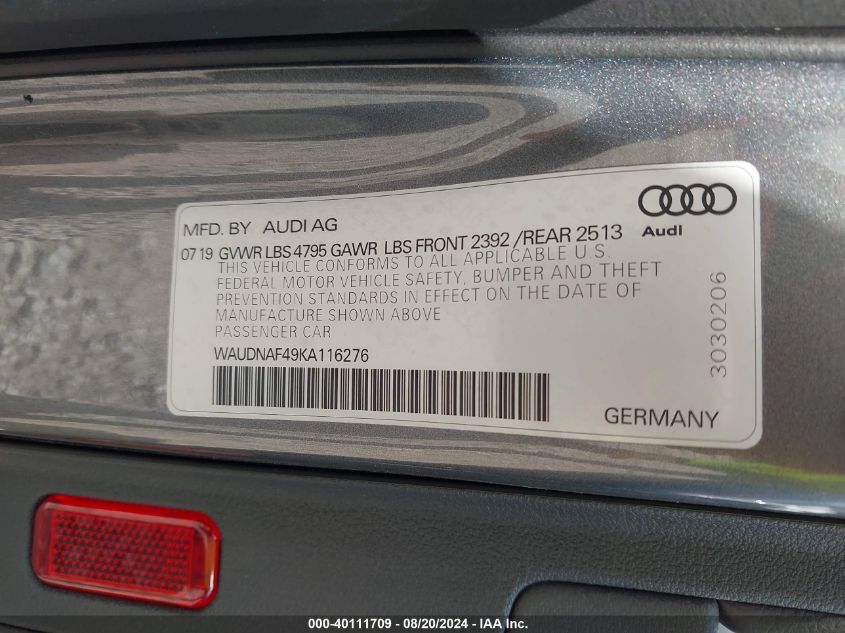 MFD. BY AUDI AG
Audi
07 19 GVWR LBS 4795 GAWR LBS FRONT 2392 /REAR 2513
THIS VEHICLE CONFORMS TO ALL APPLICABLE U.S.
FEDERAL MOTOR VEHICLE SAFETY, BUMPER AND THEFT
PREVENTION STANDARDS IN EFFECT ON THE DATE OF
MANUFACTURE SHOWN ABOVE
PASSENGER CAR
WAUDNAF49KA116276
3030206
GERMANY
000-40111709 - 08/20/2024 - IAA Inc.